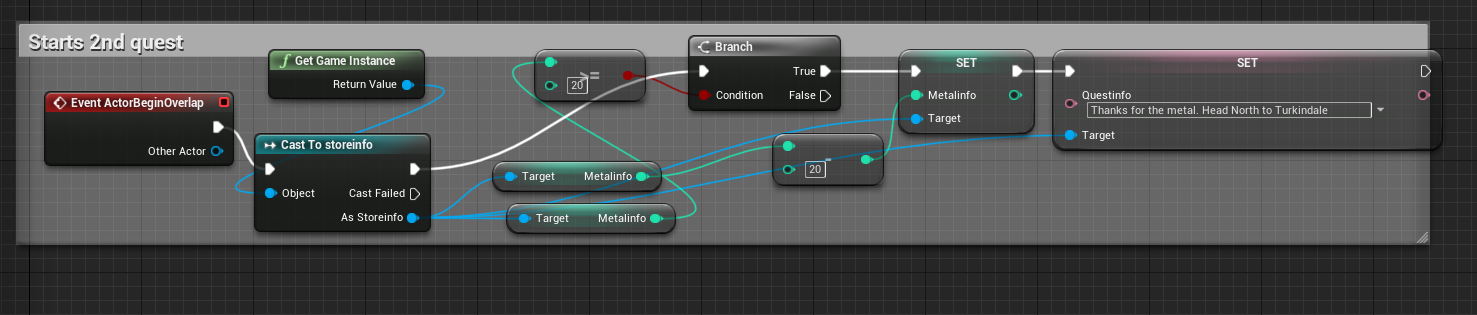 Starts 2nd quest
Event ActorBeginOverlap
Other Actor
f Get Game Instance
Return Value
Cast To storeinfo
Object
Cast Failed
As Storeinfo
>=
20
Target Metalinfo
Target Metalinfo
Branch
True
Condition False
-
20
SET
Metalinfo
Target
SET
Questinfo
Thanks for the metal. Head North to Turkindale
Target